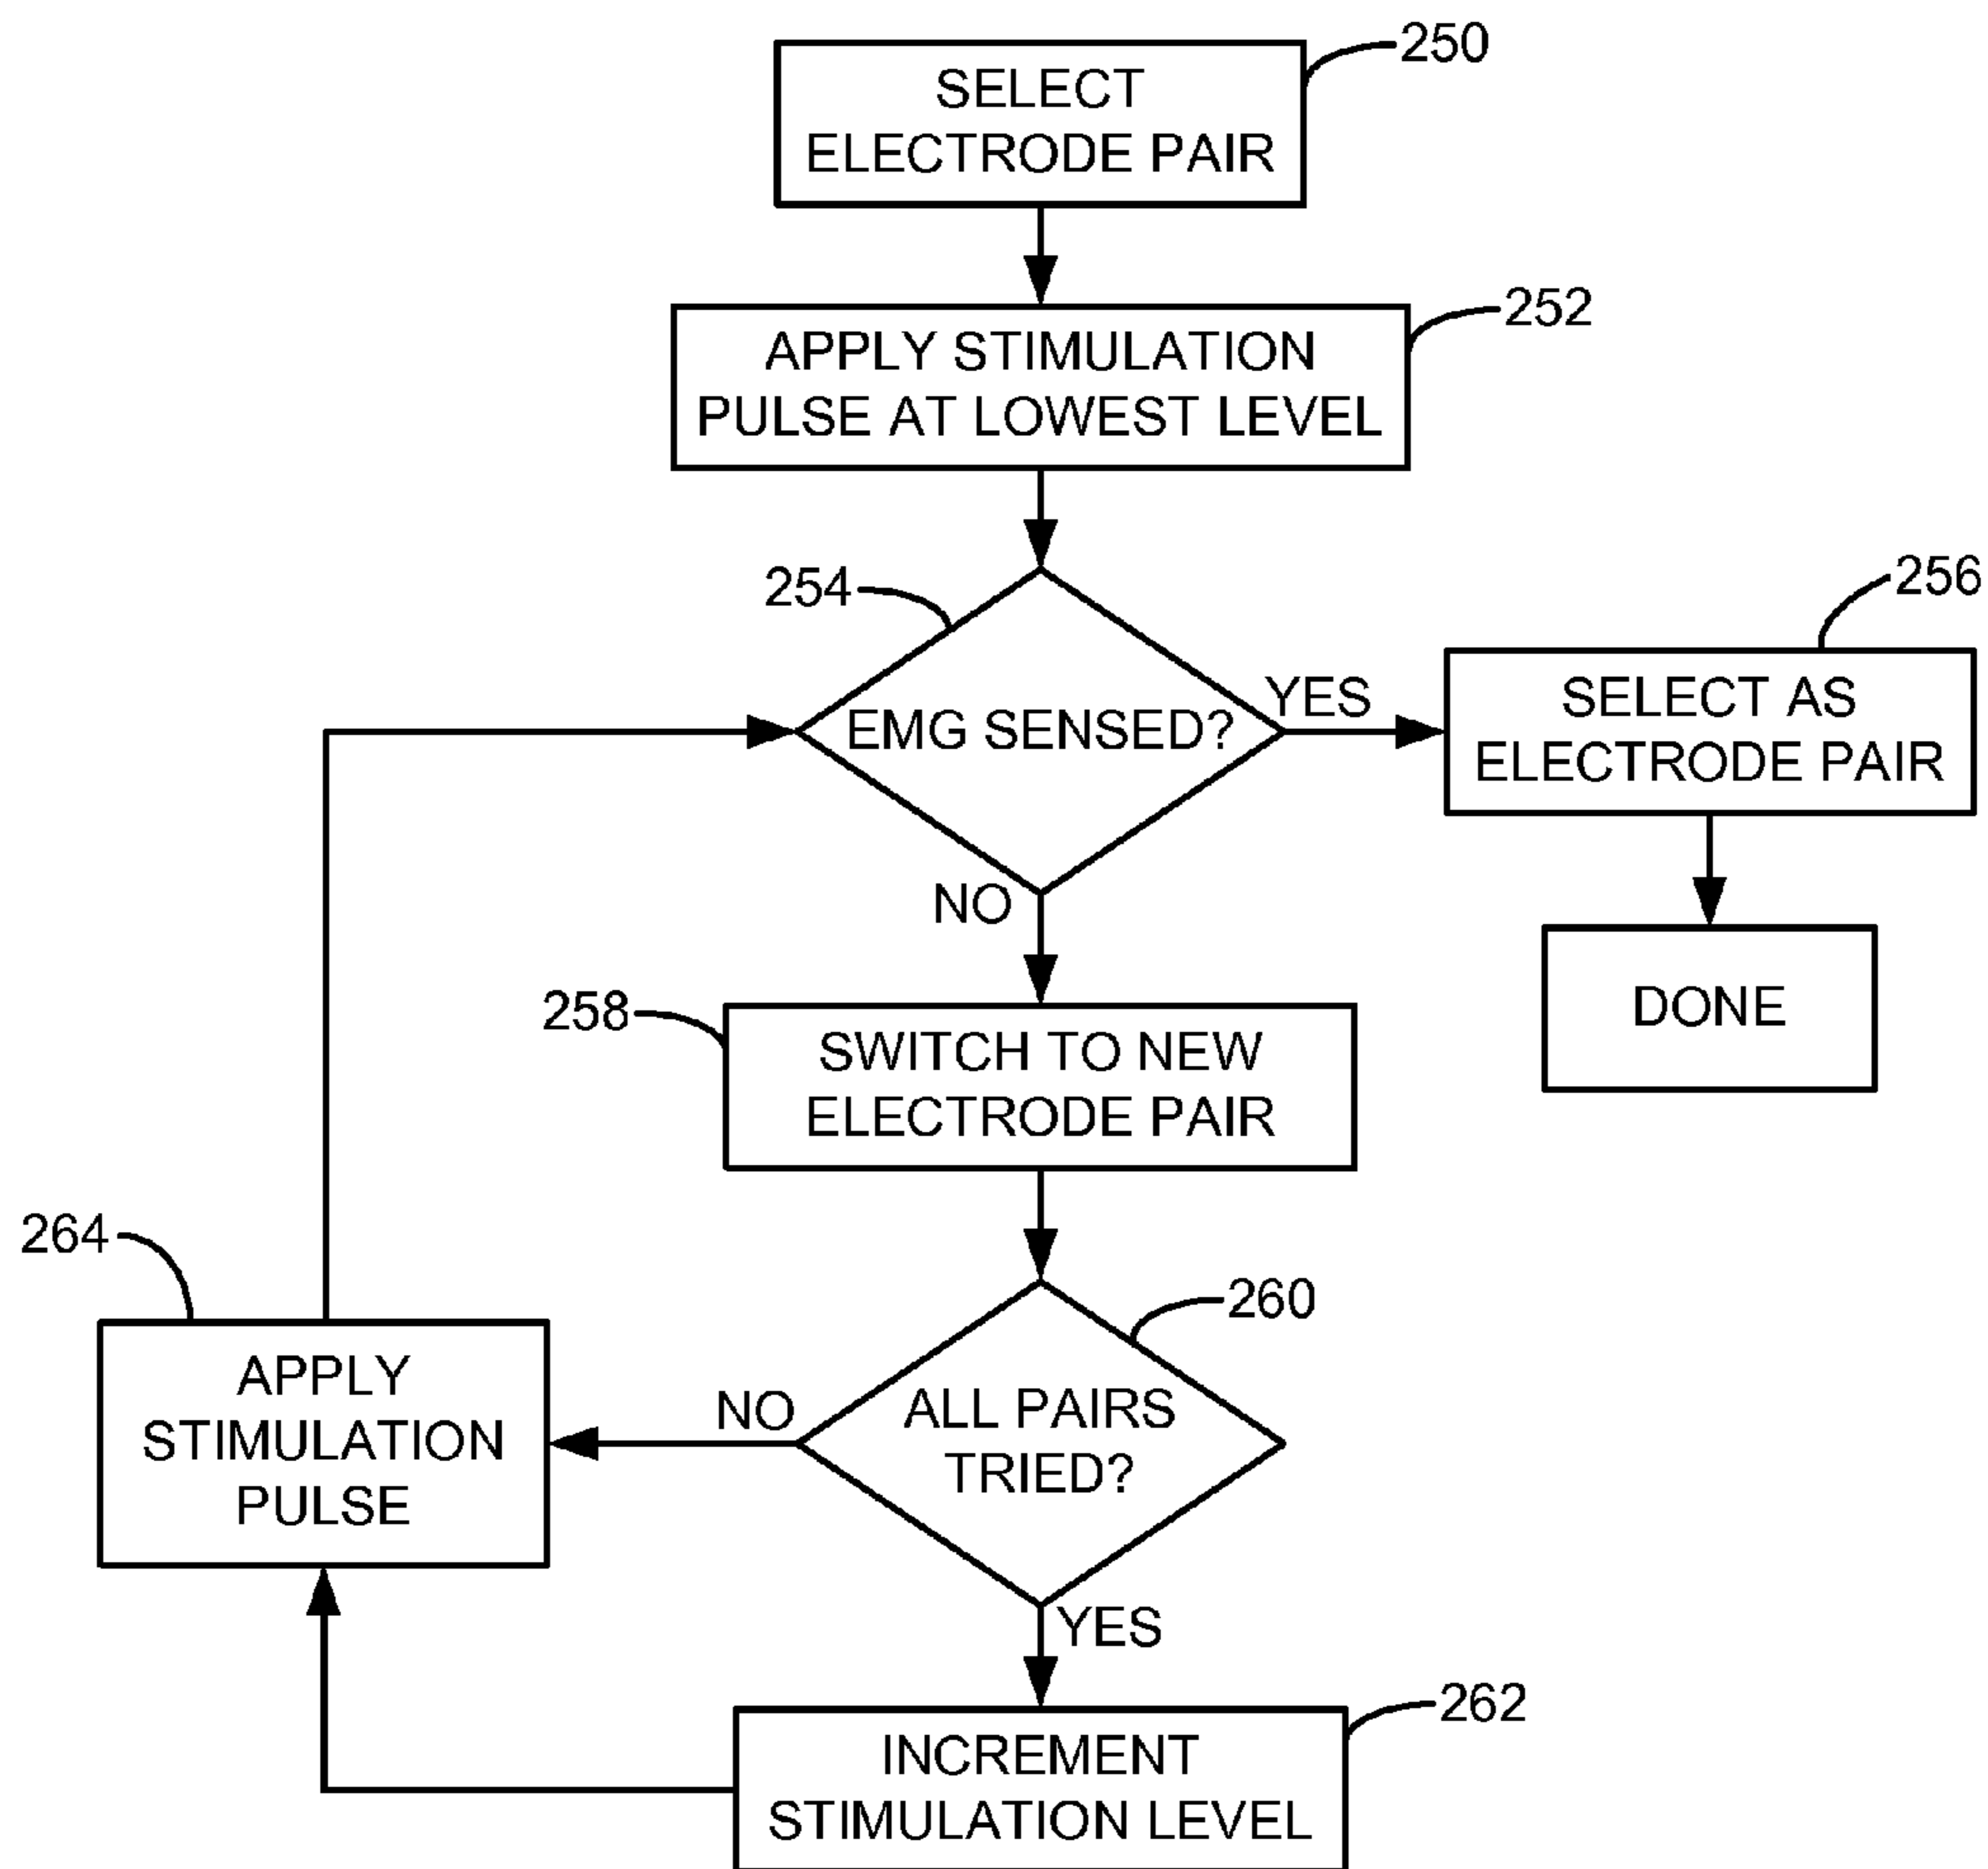 250
SELECT
ELECTRODE PAIR
252
APPLY STIMULATION
PULSE AT LOWEST LEVEL
254
EMG SENSED?
YES
256
SELECT AS
ELECTRODE PAIR
DONE
NO
258
SWITCH TO NEW
ELECTRODE PAIR
260
ALL PAIRS
TRIED?
NO
264
APPLY
STIMULATION
PULSE
YES
262
INCREMENT
STIMULATION LEVEL